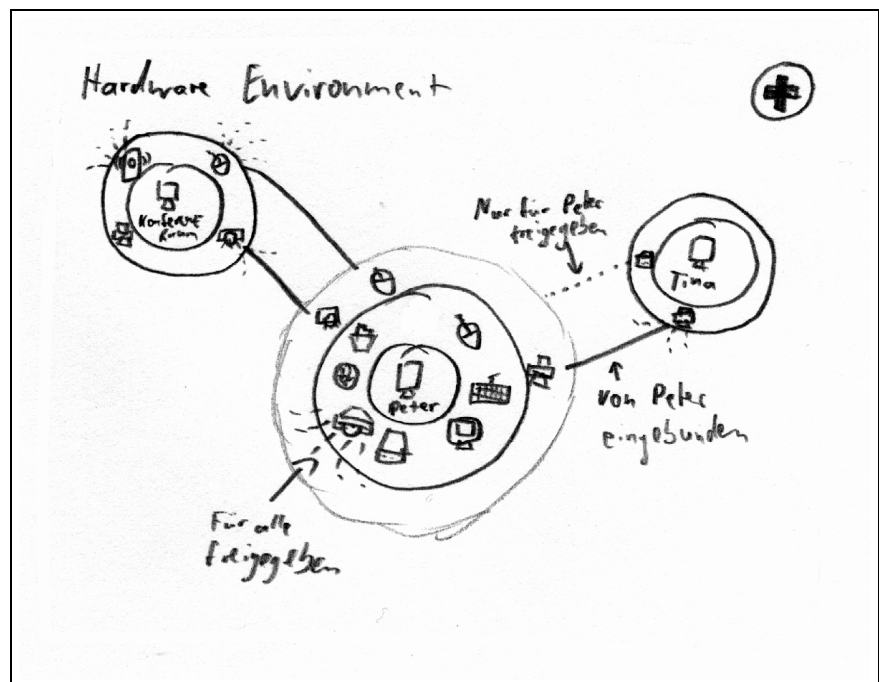 Hardware Environment
Konferenz
Raum
Nur für Peter
freigegeben
Tina
Peter
von Peter
eingebunden
Für alle
freigegeben